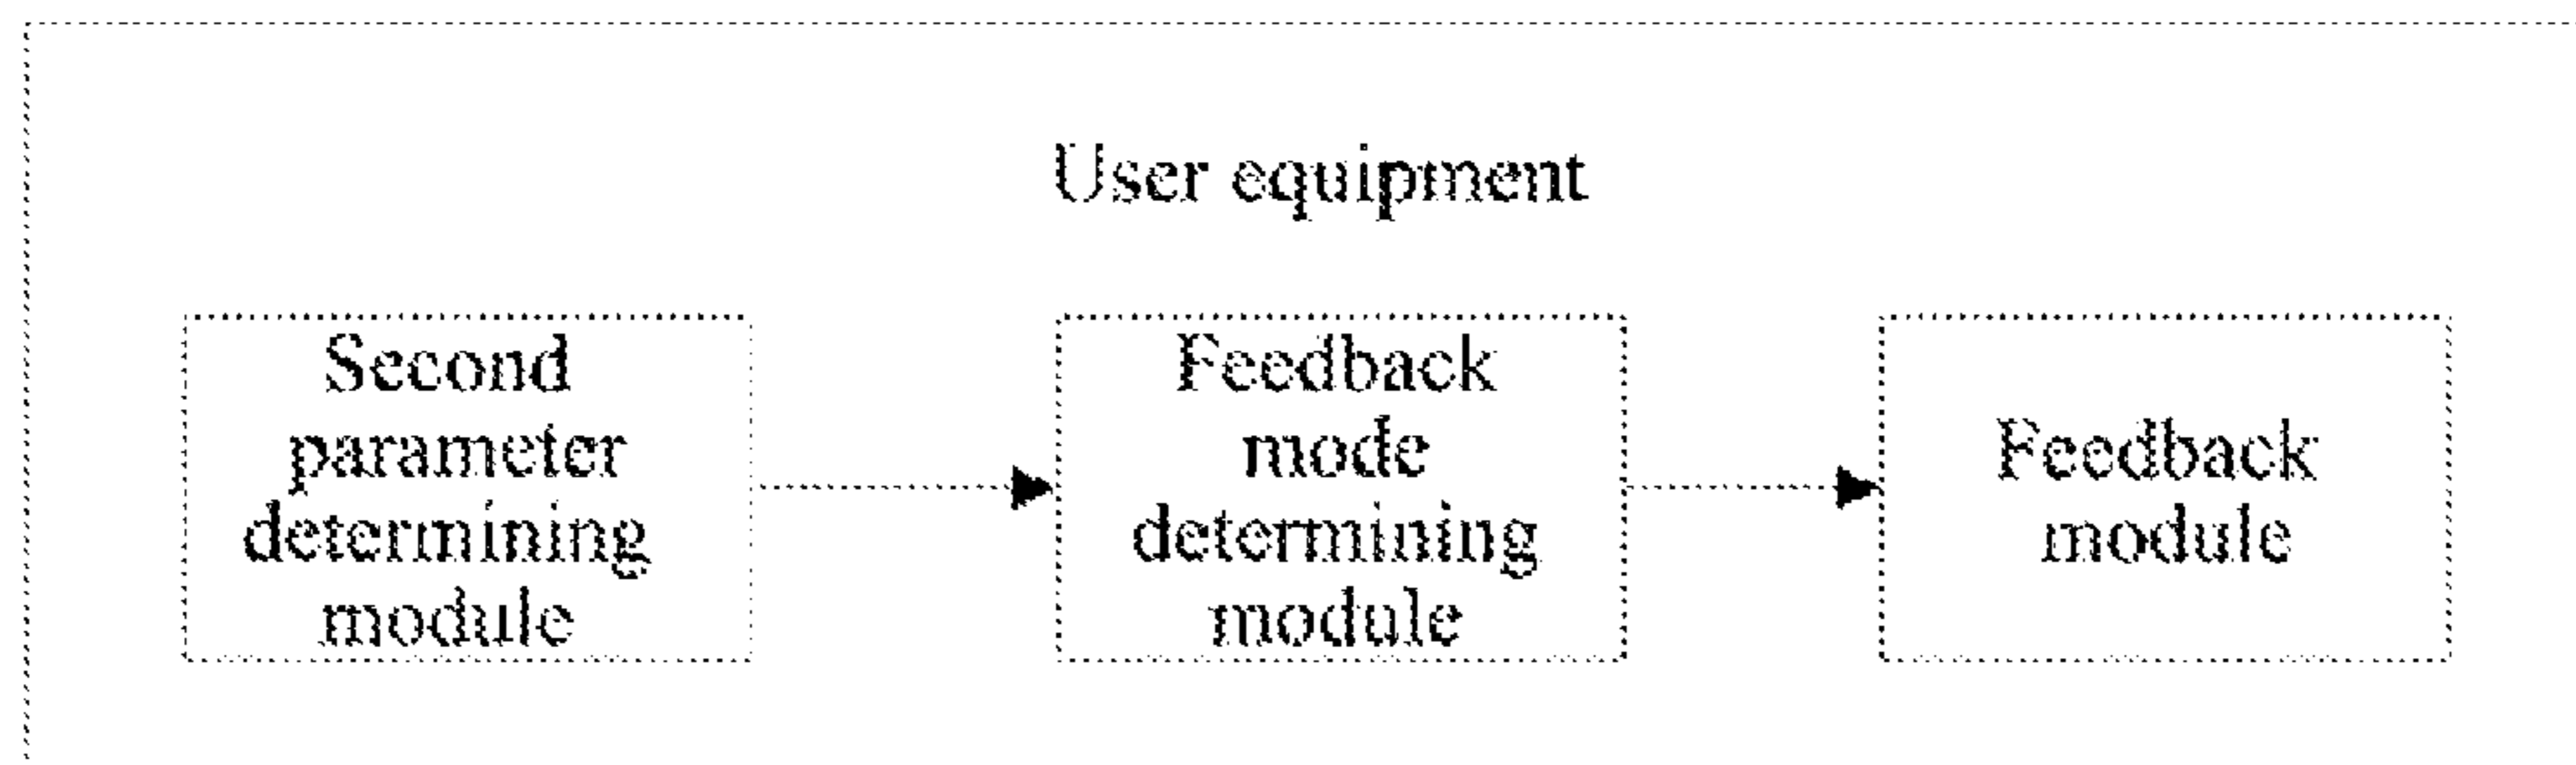 User equipment
Second
parameter
determining
module
Feedback
mode
determining
module
Feedback
module